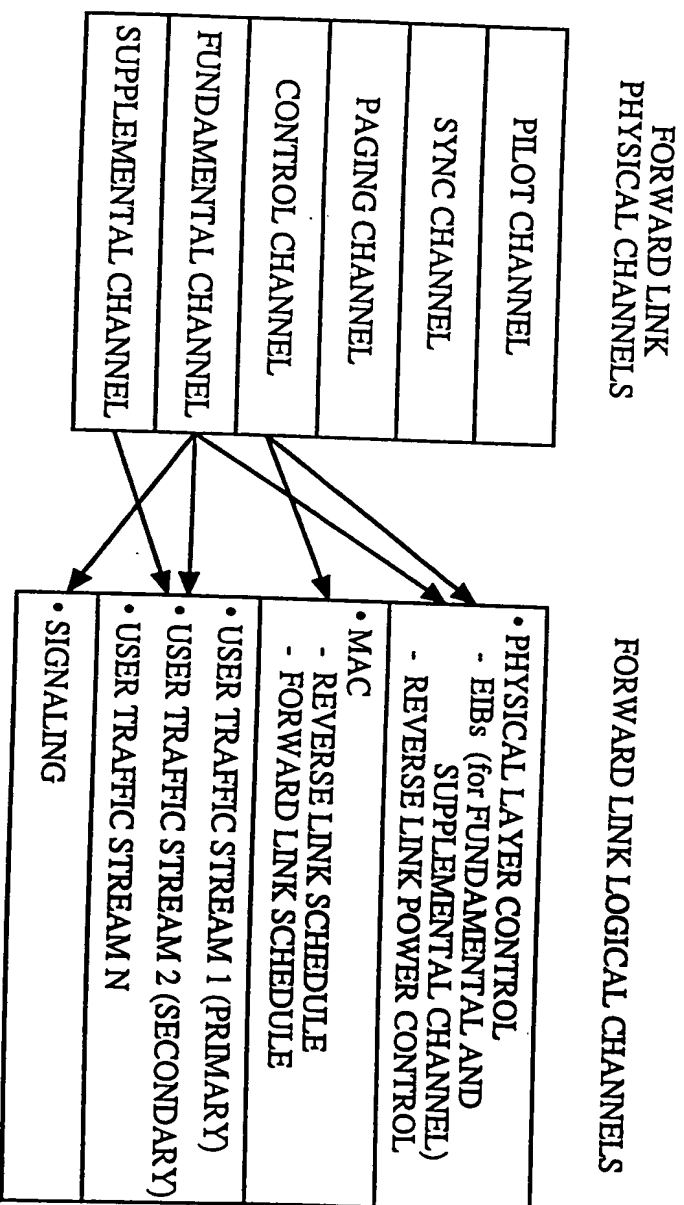 FORWARD LINK
PHYSICAL CHANNELS
PILOT CHANNEL
SYNC CHANNEL
PAGING CHANNEL
CONTROL CHANNEL
FUNDAMENTAL CHANNEL
SUPPLEMENTAL CHANNEL
FORWARD LINK LOGICAL CHANNELS
• PHYSICAL LAYER CONTROL
- EIBs (for FUNDAMENTAL AND
SUPPLEMENTAL CHANNEL)
- REVERSE LINK POWER CONTROL
• MAC
- REVERSE LINK SCHEDULE
- FORWARD LINK SCHEDULE
• USER TRAFFIC STREAM 1 (PRIMARY)
• USER TRAFFIC STREAM 2 (SECONDARY)
• USER TRAFFIC STREAM N
• SIGNALING